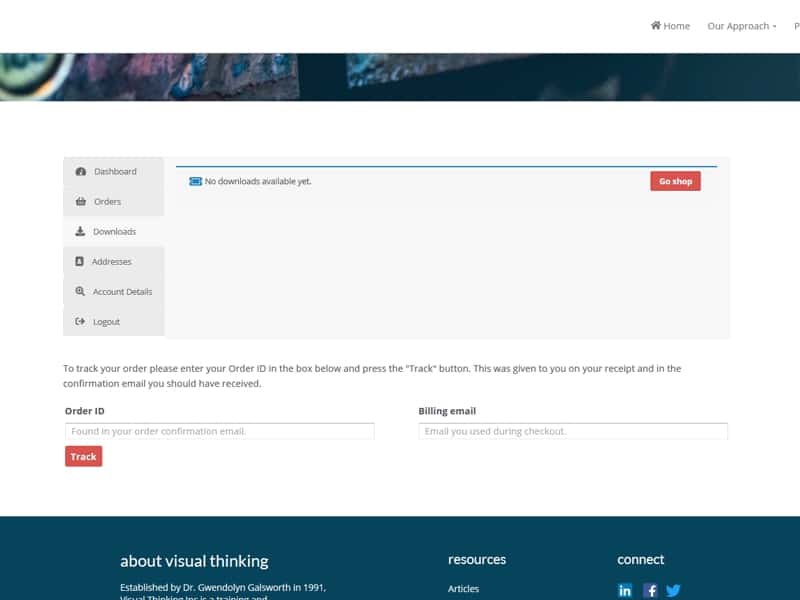 Home Our Approach P
Dashboard
Orders
Downloads
Addresses
Account Details
Logout
No downloads available yet.
Go shop
To track your order please enter your Order ID in the box below and press the "Track" button. This was given to you on your receipt and in the
confirmation email you should have received.
Order ID
Found in your order confirmation email.
Billing email
Email you used during checkout.
Track
about visual thinking
Established by Dr. Gwendolyn Galsworth in 1991,
Visual Thinking Inc is a training and
resources
Articles
connect